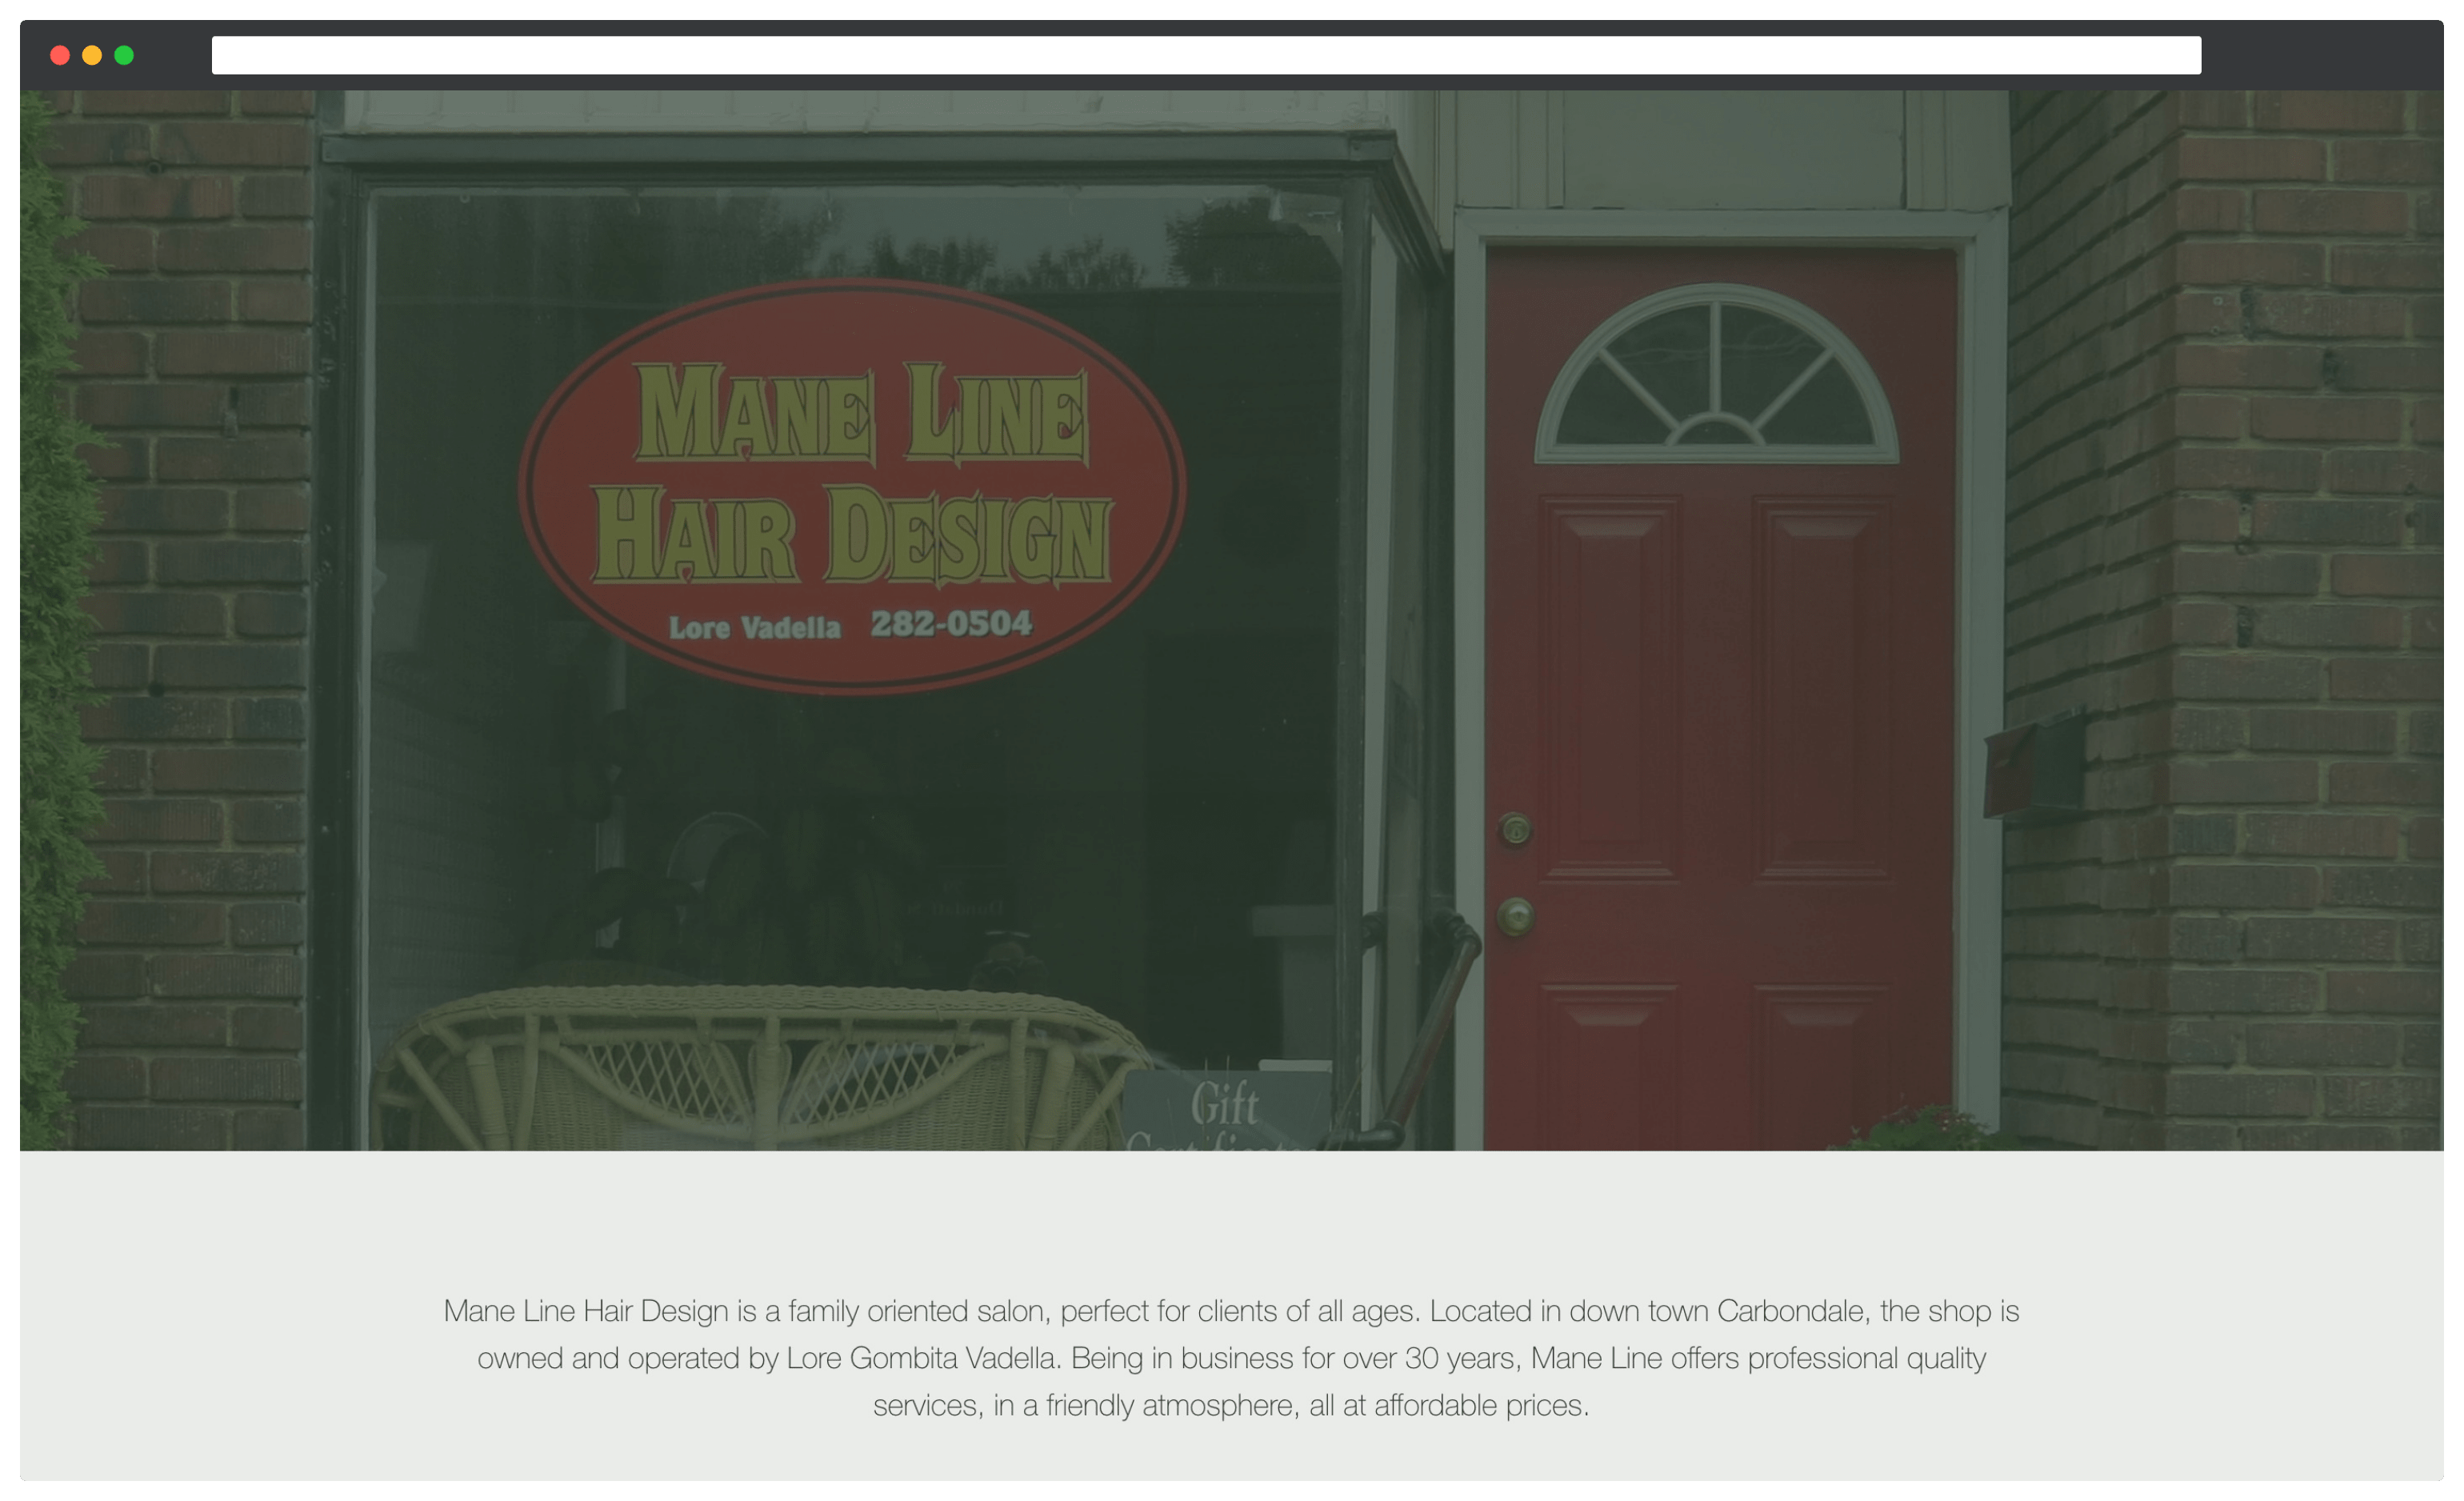 MANE LINE
HAIR DESIGN
Lore Vadella 282-0504
Gift
Certificates
Mane Line Hair Design is a family oriented salon, perfect for clients of all ages. Located in down town Carbondale, the shop is
owned and operated by Lore Gombita Vadella. Being in business for over 30 years, Mane Line offers professional quality
services, in a friendly atmosphere, all at affordable prices.